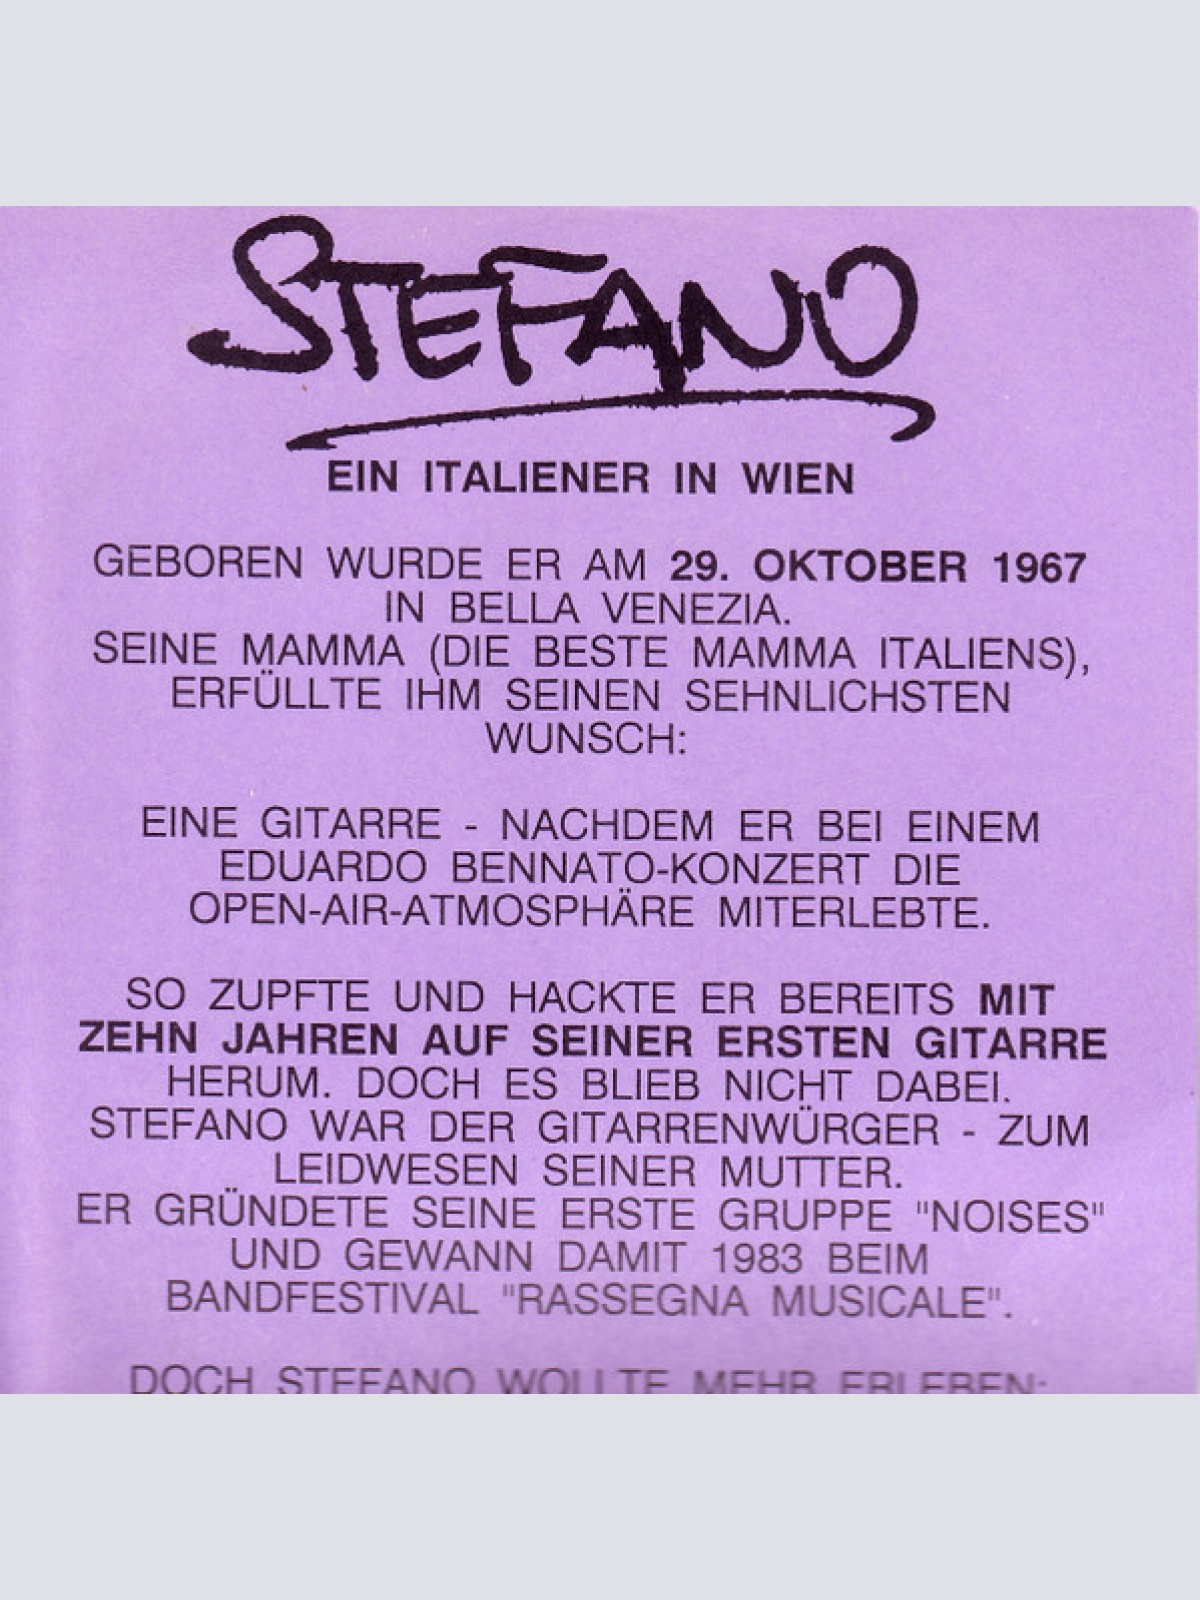 STEFANO
EIN ITALIENER IN WIEN
GEBOREN WURDE ER AM 29. OKTOBER 1967
IN BELLA VENEZIA.
SEINE MAMMA (DIE BESTE MAMMA ITALIENS),
ERFÜLLTE IHM SEINEN SEHNLICHSTEN
WUNSCH:
EINE GITARRE - NACHDEM ER BEI EINEM
EDUARDO BENNATO-KONZERT DIE
OPEN-AIR-ATMOSPHÄRE MITERLEBTE.
SO ZUPFTE UND HACKTE ER BEREITS MIT
ZEHN JAHREN AUF SEINER ERSTEN GITARRE
HERUM. DOCH ES BLIEB NICHT DABEI.
STEFANO WAR DER GITARRENWÜRGER - ZUM
LEIDWESEN SEINER MUTTER.
ER GRÜNDETE SEINE ERSTE GRUPPE "NOISES"
UND GEWANN DAMIT 1983 BEIM
BANDFESTIVAL "RASSEGNA MUSICALE".
DOCH STEFANO WOLLTE MEHR ERLEBEN: